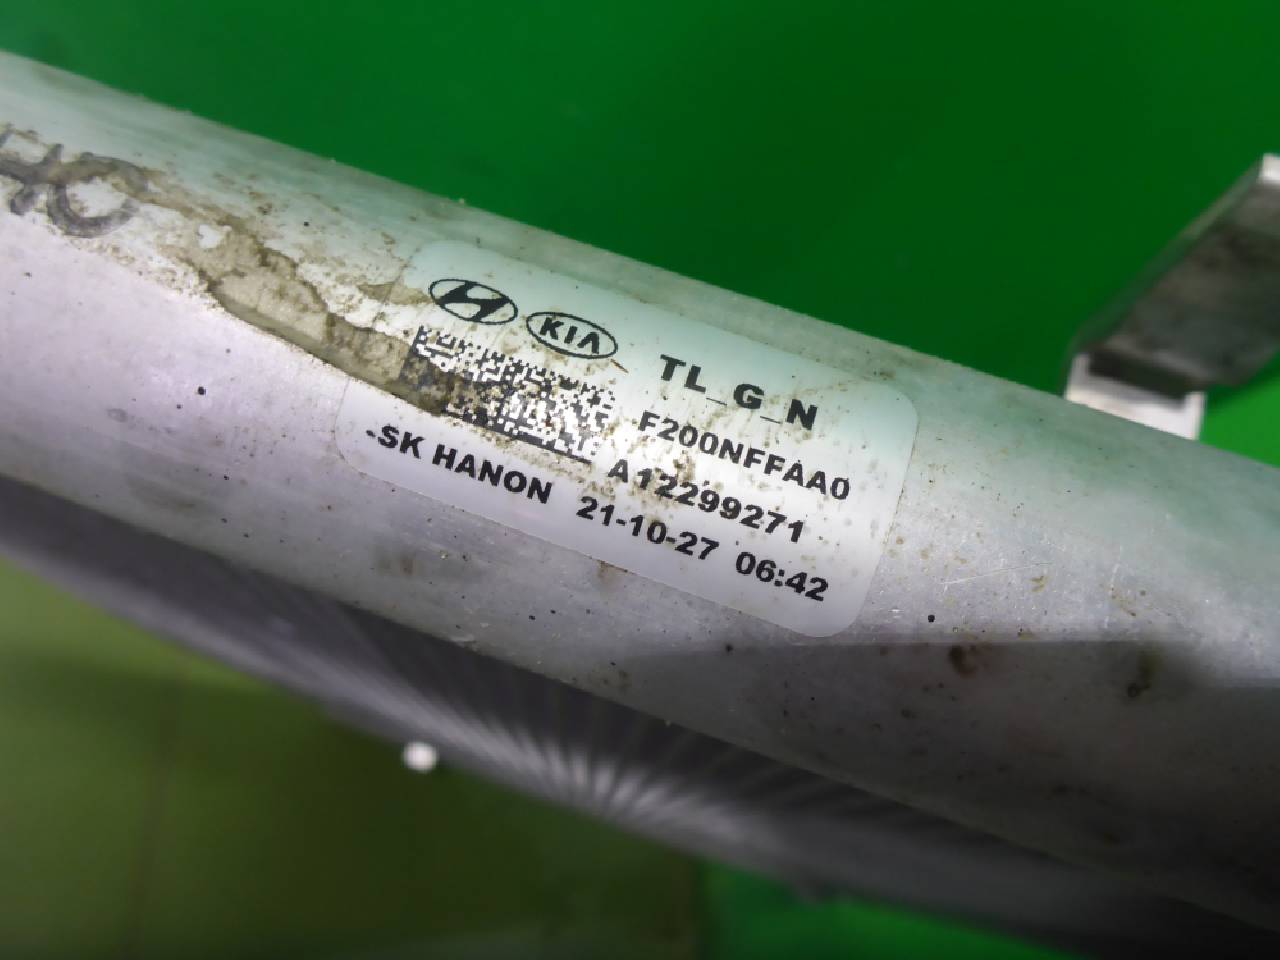 KIA
TL_G_N
F200NFFAA0
A12299271
SK HANON 21-10-27 06:42